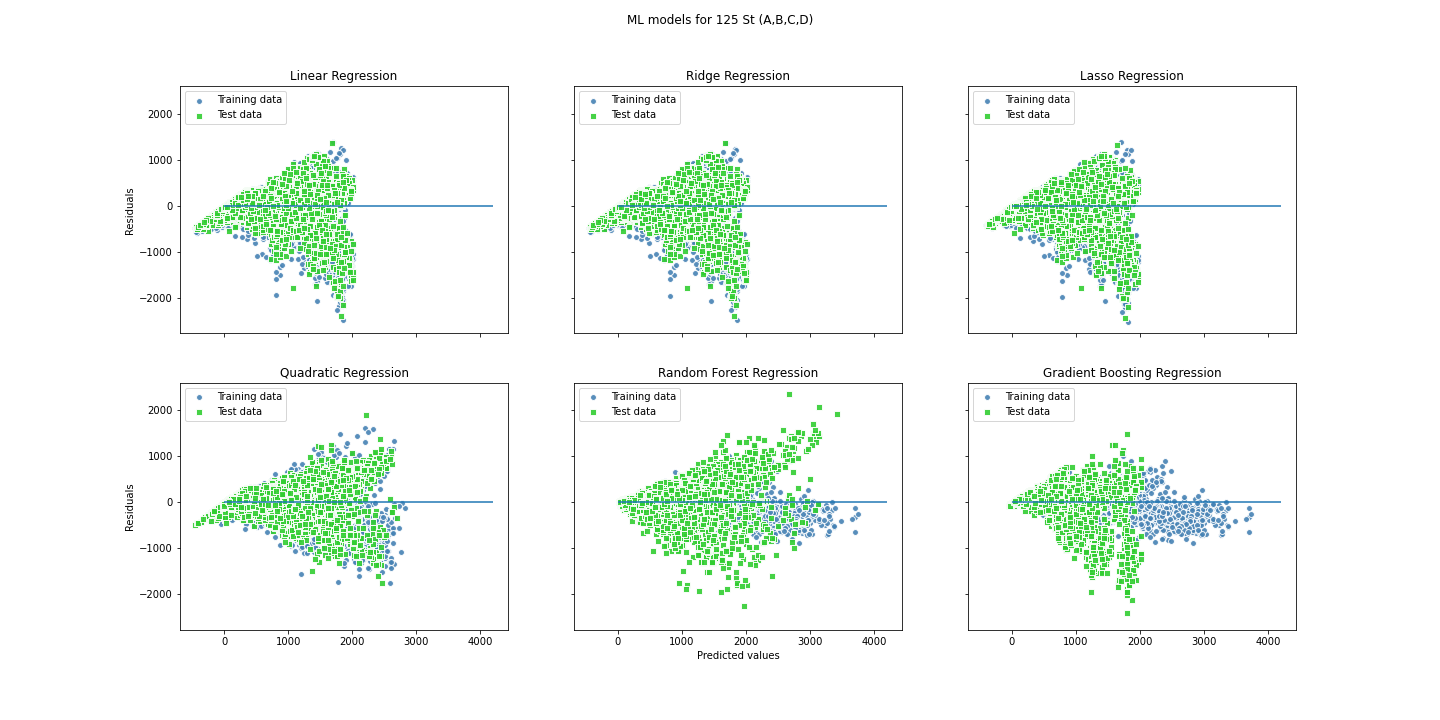 ML models for 125 St (A,B,C,D)
Linear Regression
Ridge Regression
Lasso Regression
Training data
Test data
Training data
Test data
Training data
Test data
2000
1000
0
−1000
−2000
Residuals
Quadratic Regression
Random Forest Regression
Gradient Boosting Regression
Training data
Test data
Training data
Test data
Training data
Test data
2000
1000
0
−1000
−2000
Residuals
0 1000 2000 3000 4000
0 1000 2000 3000 4000
0 1000 2000 3000 4000
Predicted values